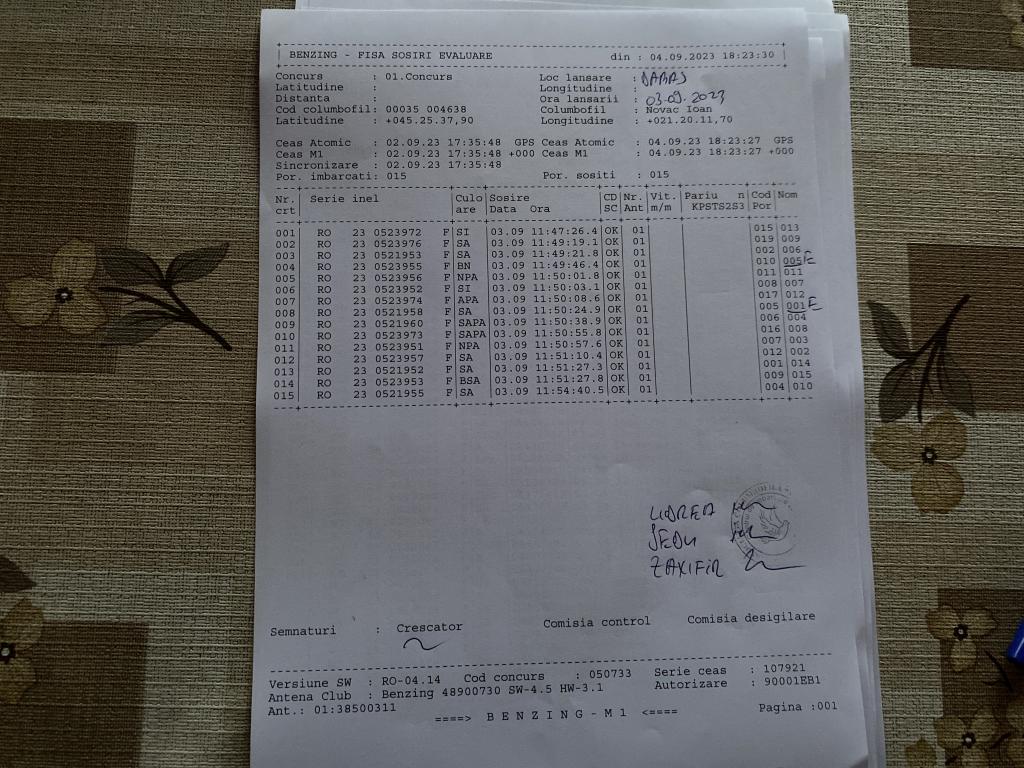 BENZING - FISA SOSIRI EVALUARE din : 04.09.2023 18:23:30
Concurs : 01.Concurs Loc lansare :
Latitudine : Longitudine :
Distanta : Ora lansarii : 03.09.2023
Cod columbofil: 00035 004638 Columbofil : Novac Ioan
Latitudine : +045.25.37,90 Longitudine : +021.20.11,70
Ceas Atomic : 02.09.23 17:35:48 GPS Ceas Atomic : 04.09.23 18:23:27 GPS
Ceas M1 : 02.09.23 17:35:48 +000 Ceas M1 : 04.09.23 18:23:27 +000
Sincronizare : 02.09.23 17:35:48
Por. imbarcati: 015 Por. sositi : 015
Nr. Serie inel Culo Sosire CD Nr. Vit. Pariu n Cod Nom
crt are Data Ora SC Ant m/m KPSTS2S3 Por
001 RO 23 0523972 F SI 03.09 11:47:26.4 OK 01 015 013
002 RO 23 0523976 F SA 03.09 11:49:19.1 OK 01 019 009
003 RO 23 0521953 F SA 03.09 11:49:21.8 OK 01 002 006
004 RO 23 0523955 F BN 03.09 11:49:46.4 OK 01 010 005 E
005 RO 23 0523956 F NPA 03.09 11:50:01.8 OK 01 011 011
006 RO 23 0523952 F SI 03.09 11:50:03.1 OK 01 008 007
007 RO 23 0523974 F APA 03.09 11:50:08.6 OK 01 017 012
008 RO 23 0521958 F SA 03.09 11:50:24.9 OK 01 005 001 E
009 RO 23 0521960 F SAPA 03.09 11:50:38.9 OK 01 006 004
010 RO 23 0523973 F SAPA 03.09 11:50:55.8 OK 01 016 008
011 RO 23 0523951 F NPA 03.09 11:50:57.6 OK 01 007 003
012 RO 23 0523957 F SA 03.09 11:51:10.4 OK 01 012 002
013 RO 23 0521952 F SA 03.09 11:51:27.3 OK 01 001 014
014 RO 23 0523953 F BSA 03.09 11:51:27.8 OK 01 009 015
015 RO 23 0521955 F SA 03.09 11:54:40.5 OK 01 004 010
ZAXIFIR
Semnaturi : Crescator Comisia control Comisia desigilare
Versiune SW : RO-04.14 Cod concurs : 050733 Serie ceas : 107921
Antena Club : Benzing 48900730 SW-4.5 HW-3.1 Autorizare : 90001EB1
Ant.: 01:38500311
====> B E N Z I N G - M 1 <==== Pagina :001